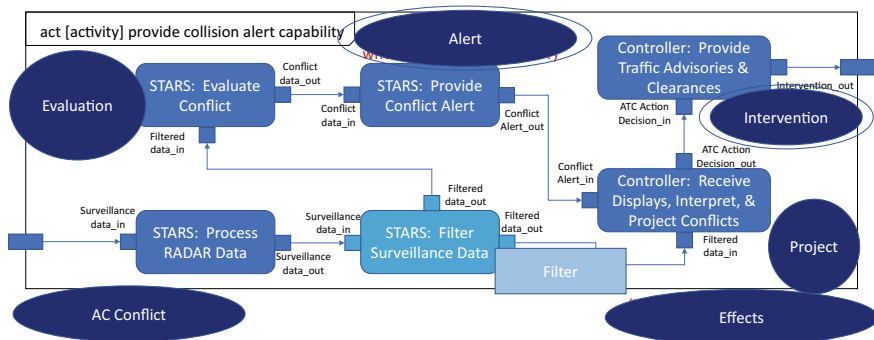 act [activity] provide collision alert capability
Alert
Evaluation
STARS: Evaluate
Conflict
Conflict
data_out
Conflict
data_in
STARS: Provide
Conflict Alert
Conflict
Alert_out
Controller: Provide
Traffic Advisories &
Clearances
Intervention_out
ATC Action
Decision_in
Intervention
ATC Action
Decision_out
Filtered
data_in
Conflict
Alert_in
Controller: Receive
Displays, Interpret, &
Project Conflicts
Filtered
data_out
Surveillance
data_in
STARS: Process
RADAR Data
Surveillance
data_out
Surveillance
data_in
STARS: Filter
Surveillance Data
Filtered
data_out
Filtered
data_in
Filter
Project
AC Conflict
Effects